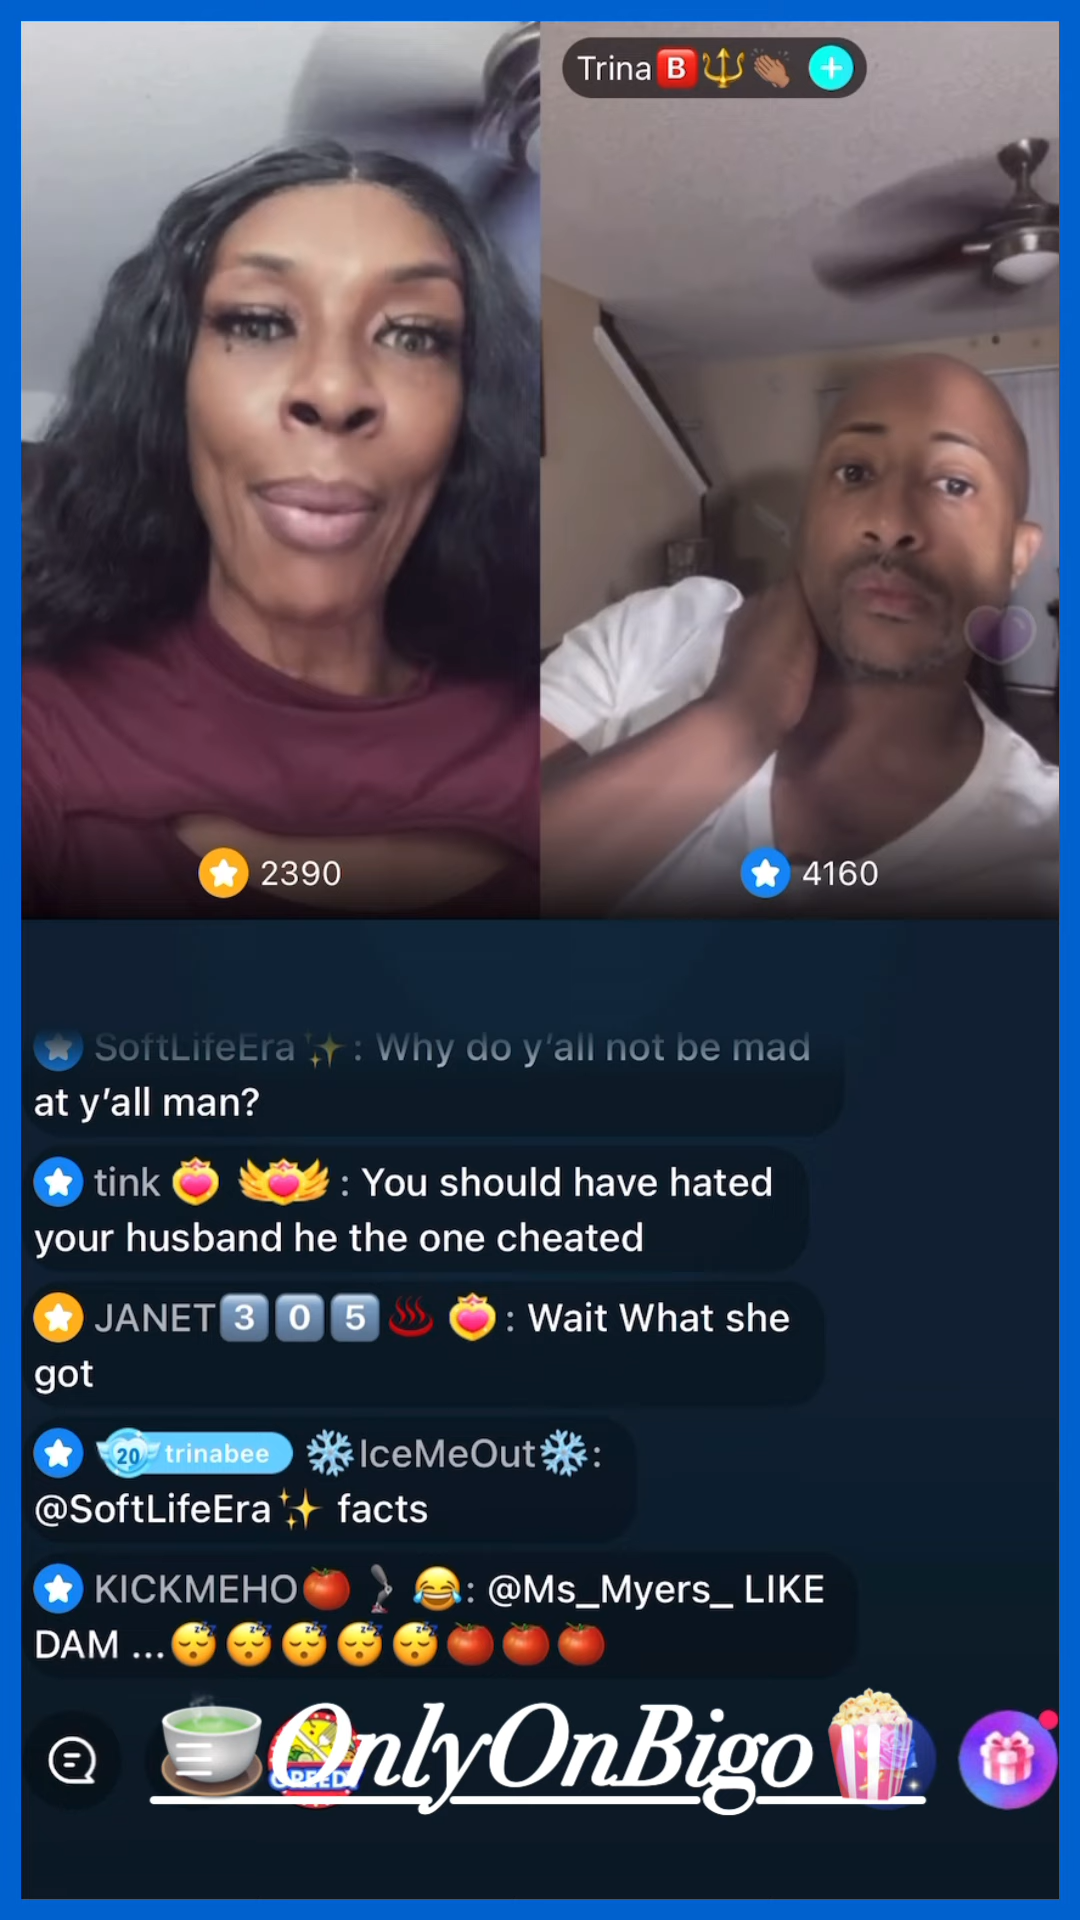 Trina🅱️🔱👏🏽
2390
4160
SoftLifeEra✨: Why do y’all not be mad
at y’all man?
tink : You should have hated
your husband he the one cheated
JANET3️⃣0️⃣5️⃣♨️ : Wait What she
got
20 trinabee ❄️IceMeOut❄️:
@SoftLifeEra✨ facts
KICKMEHO🍅🦿😂: @Ms_Myers_ LIKE
DAM ...😴😴😴😴😴🍅🍅🍅
🍵OnlyOnBigo🍿
GREEDY